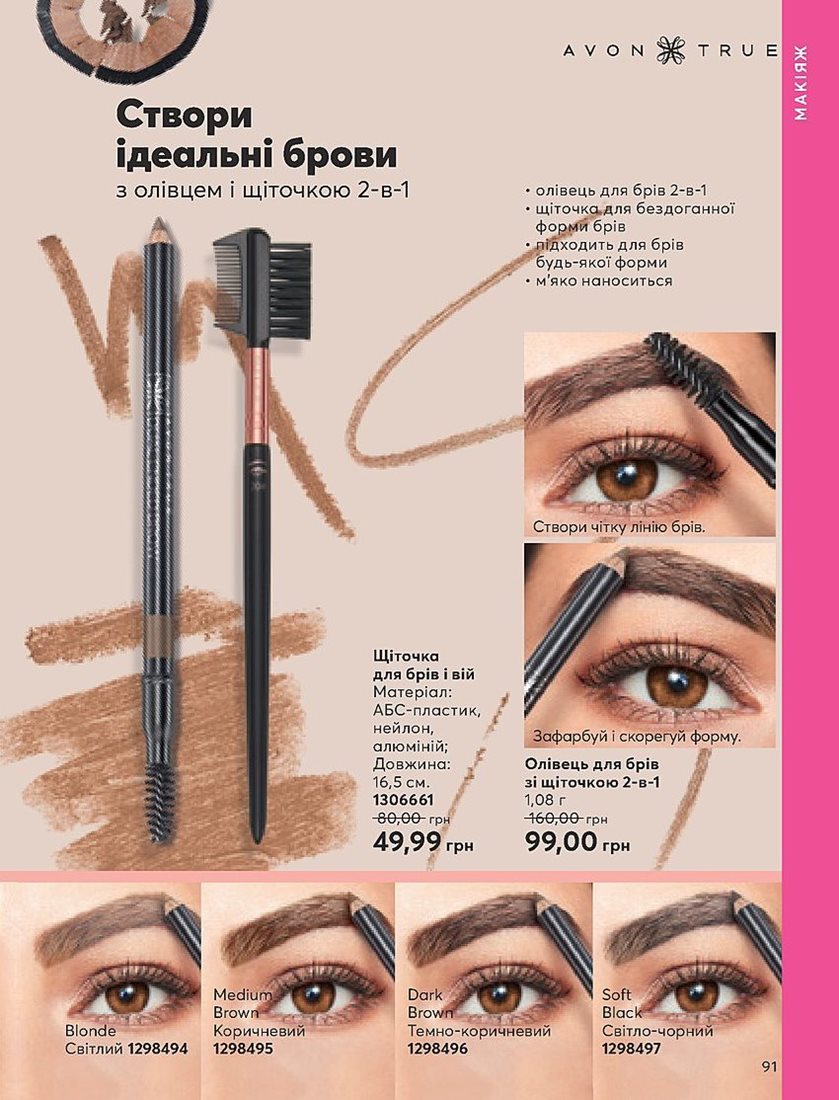 AVON TRUE
МАКІЯЖ
Створи
ідеальні брови
з олівцем і щіточкою 2-в-1
• олівець для брів 2-в-1
• щіточка для бездоганної
форми брів
• підходить для брів
будь-якої форми
• м'яко наноситься
Створи чітку лінію брів.
Зафарбуй і скорегуй форму.
Щіточка
для брів і вій
Матеріал:
АБС-пластик,
нейлон,
алюміній;
Довжина:
16,5 см.
1306661
80,00 грн
49,99 грн
Олівець для брів
зі щіточкою 2-в-1
1,08 г
160,00 грн
99,00 грн
Blonde
Світлий 1298494
Medium
Brown
Коричневий
1298495
Dark
Brown
Темно-коричневий
1298496
Soft
Black
Світло-чорний
1298497
91